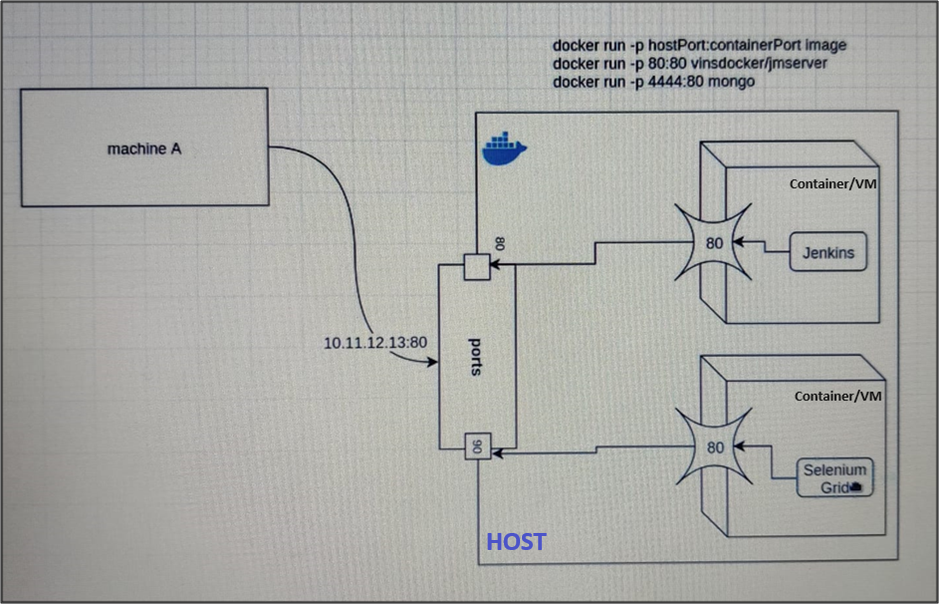 docker run -p hostPort:containerPort image
docker run -p 80:80 vinsdocker/jmserver
docker run -p 4444:80 mongo
machine A
Container/VM
80
80
Jenkins
10.11.12.13:80
ports
Container/VM
90
80
Selenium
Grid
HOST